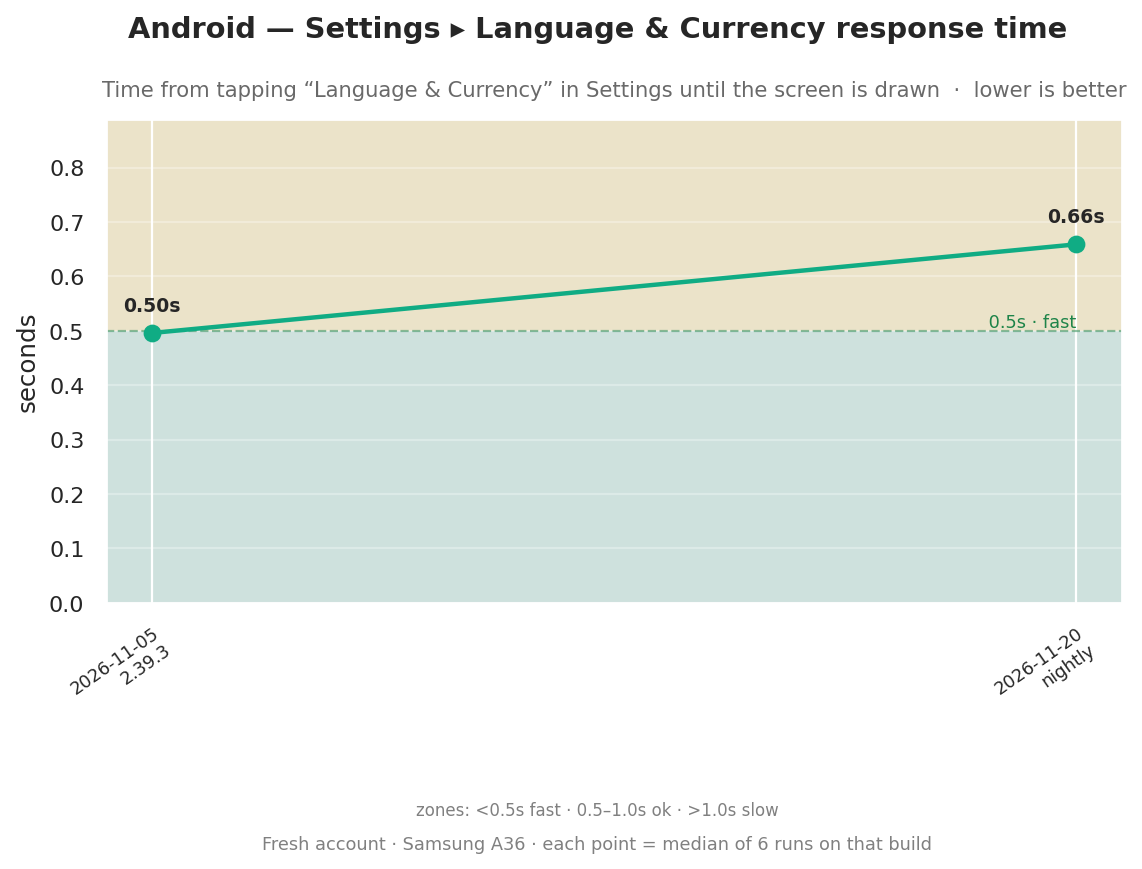 Android — Settings ▸ Language & Currency response time
Time from tapping “Language & Currency” in Settings until the screen is drawn · lower is better
seconds
0.8
0.7
0.6
0.5
0.4
0.3
0.2
0.1
0.0
0.50s
0.66s
0.5s · fast
2026-11-05
2.39.3
2026-11-20
nightly
zones: <0.5s fast · 0.5–1.0s ok · >1.0s slow
Fresh account · Samsung A36 · each point = median of 6 runs on that build